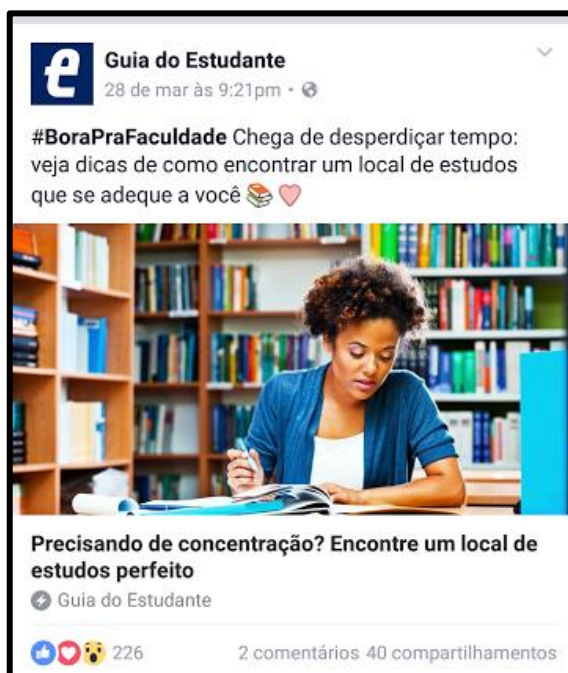 e
Guia do Estudante
28 de mar às 9:21pm •
#BoraPraFaculdade Chega de desperdiçar tempo:
veja dicas de como encontrar um local de estudos
que se adeque a você 📚 ♥
Precisando de concentração? Encontre um local de
estudos perfeito
Guia do Estudante
226 2 comentários 40 compartilhamentos